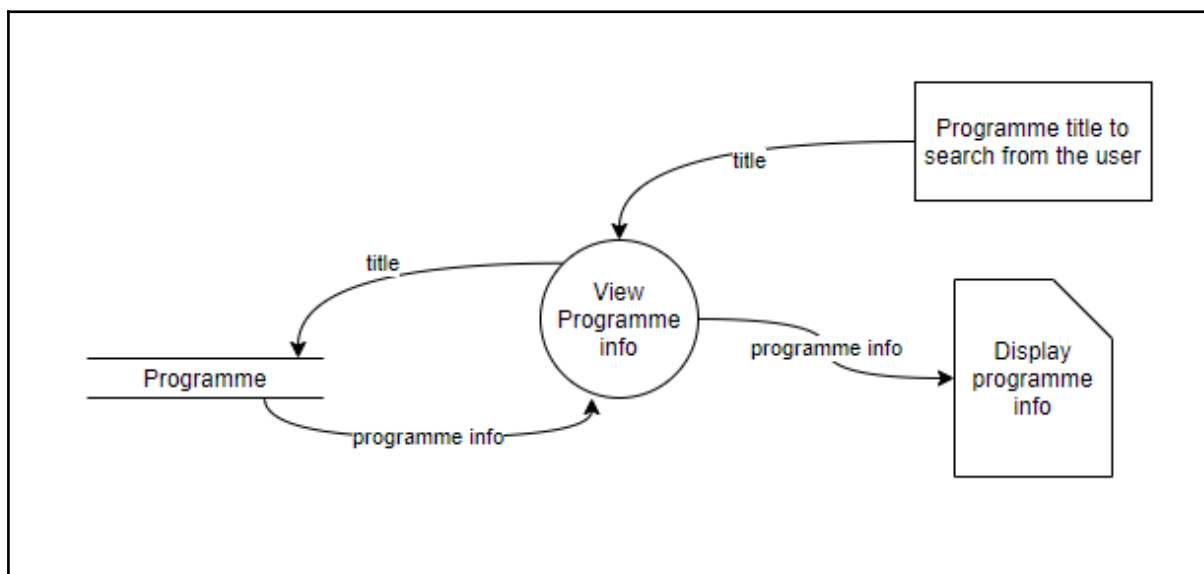 Programme title to
search from the user
title
title
View
Programme
info
programme info
Display
programme
info
Programme
programme info